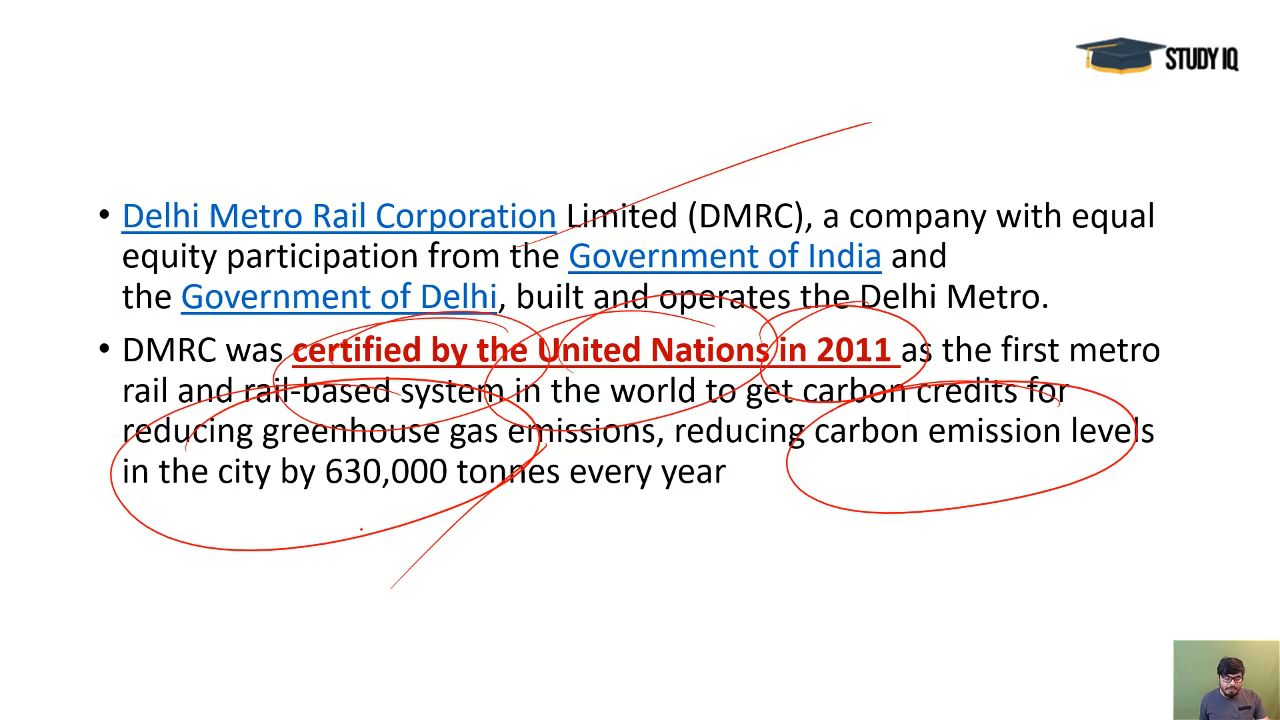 STUDY IQ
• Delhi Metro Rail Corporation Limited (DMRC), a company with equal
equity participation from the Government of India and
the Government of Delhi, built and operates the Delhi Metro.
• DMRC was certified by the United Nations in 2011 as the first metro
rail and rail-based system in the world to get carbon credits for
reducing greenhouse gas emissions, reducing carbon emission levels
in the city by 630,000 tonnes every year